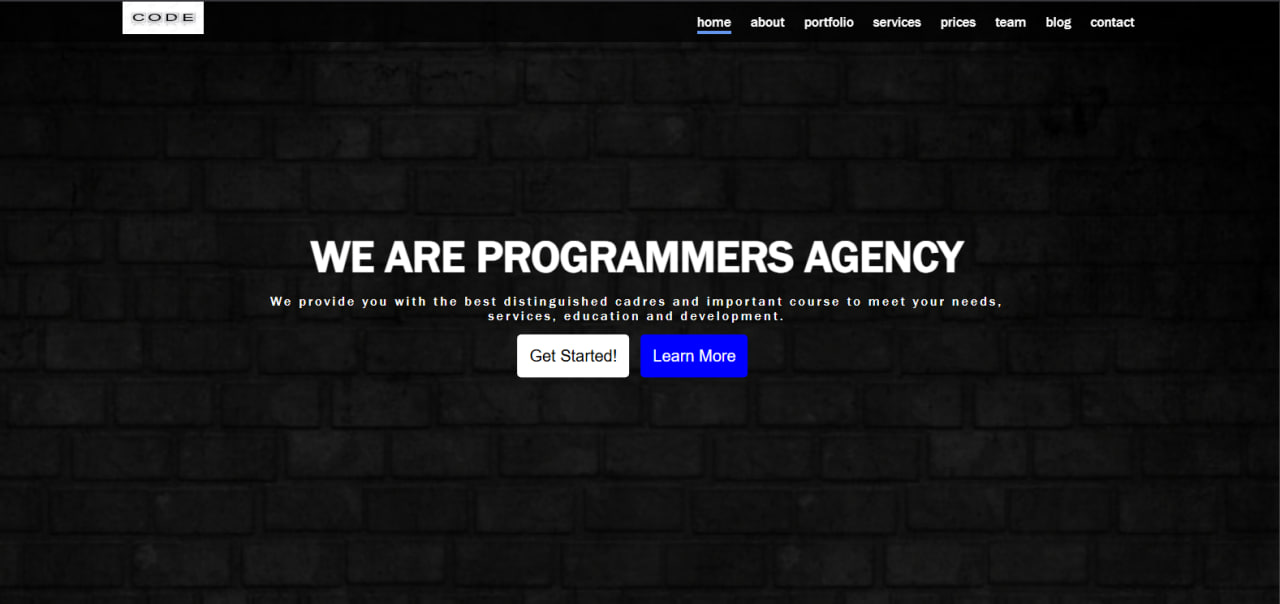 CODE
home about portfolio services prices team blog contact
WE ARE PROGRAMMERS AGENCY
We provide you with the best distinguished cadres and important course to meet your needs,
services, education and development.
Get Started! Learn More